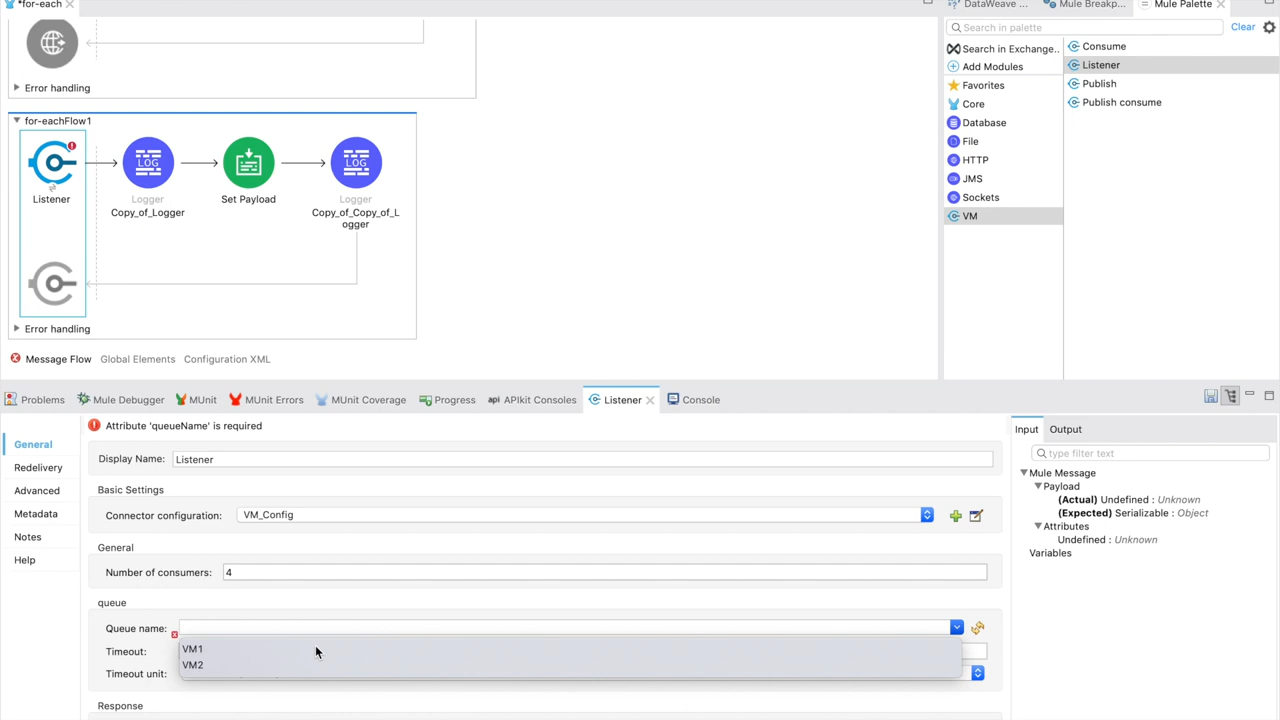 *for-each
DataWeave ...
Mule Breakp...
Mule Palette
Search in palette
Clear
Search in Exchange..
Add Modules
Favorites
Core
Database
File
HTTP
JMS
Sockets
VM
Consume
Listener
Publish
Publish consume
Error handling
for-eachFlow1
Listener
LOG
Logger
Copy_of_Logger
Set Payload
LOG
Logger
Copy_of_Copy_of_L
ogger
Error handling
Message Flow
Global Elements
Configuration XML
Problems
Mule Debugger
MUnit
MUnit Errors
MUnit Coverage
Progress
api APIkit Consoles
Listener
Console
General
Redelivery
Advanced
Metadata
Notes
Help
Attribute 'queueName' is required
Display Name: Listener
Basic Settings
Connector configuration: VM_Config
General
Number of consumers: 4
queue
Queue name:
VM1
VM2
Timeout:
Timeout unit:
Response
Input
Output
type filter text
Mule Message
Payload
(Actual) Undefined : Unknown
(Expected) Serializable : Object
Attributes
Undefined : Unknown
Variables